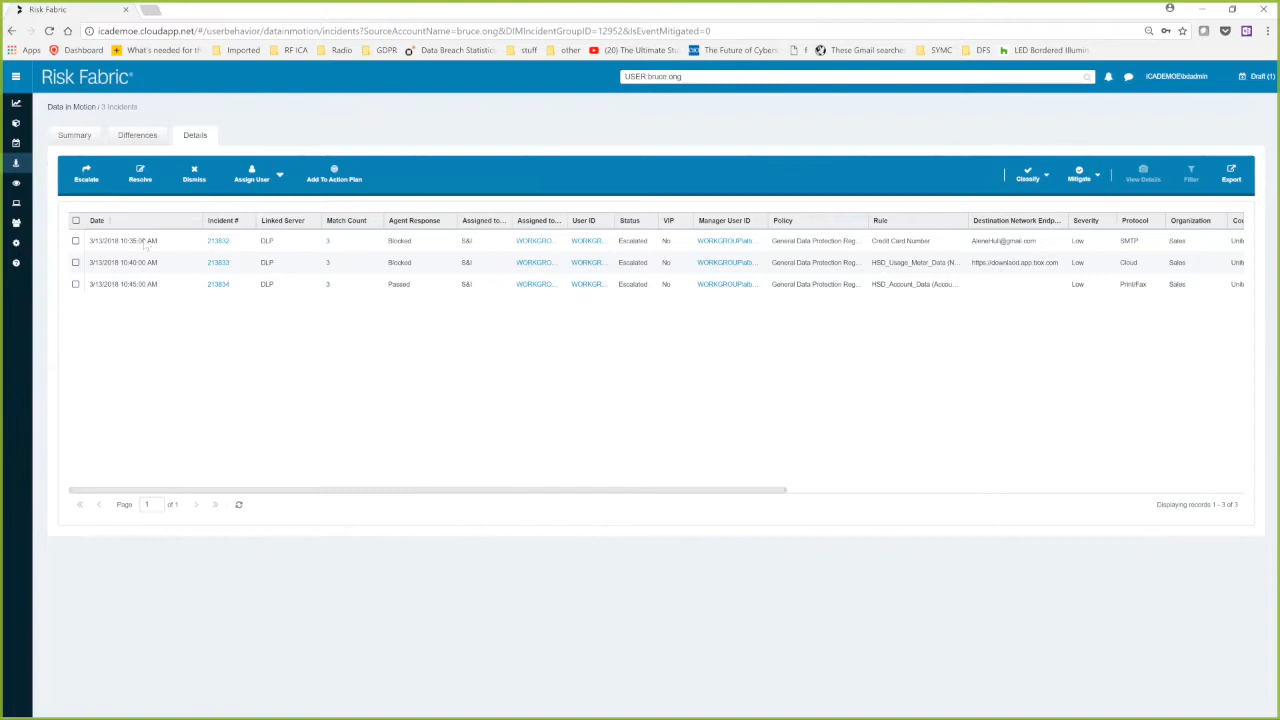 Risk Fabric
icademoe.cloudapp.net/#/userbehavior/datainmotion/incidents?SourceAccountName=bruce.ong&DIMIncidentGroupID=12952&IsEventMitigated=0
Apps Dashboard What's needed for th Imported RF ICA Radio GDPR Data Breach Statistic stuff other (20) The Ultimate Stu The Future of Cybers f These Gmail searche SYMC DFS LED Bordered Illumin
Risk Fabric® USER:bruce.ong ICADEMOE\bdadmin Draft (1)
Data in Motion / 3 Incidents
Summary Differences Details
Escalate Resolve Dismiss Assign User Add To Action Plan Classify Mitigate View Details Filter Export
Date Incident # Linked Server Match Count Agent Response Assigned to... Assigned to... User ID Status VIP Manager User ID Policy Rule Destination Network Endp... Severity Protocol Organization Cou
3/13/2018 10:35:00 AM 213832 DLP 3 Blocked S&I WORKGRO... WORKGR... Escalated No WORKGROUP\alb... General Data Protection Reg... Credit Card Number AleneHull@gmail.com Low SMTP Sales Unit
3/13/2018 10:40:00 AM 213833 DLP 3 Blocked S&I WORKGRO... WORKGR... Escalated No WORKGROUP\alb... General Data Protection Reg... HSD_Usage_Meter_Data (N... https://downlaod.app.box.com Low Cloud Sales Unit
3/13/2018 10:45:00 AM 213834 DLP 3 Passed S&I WORKGRO... WORKGR... Escalated No WORKGROUP\alb... General Data Protection Reg... HSD_Account_Data (Accou... Low Print/Fax Sales Unit
Page 1 of 1 Displaying records 1 - 3 of 3